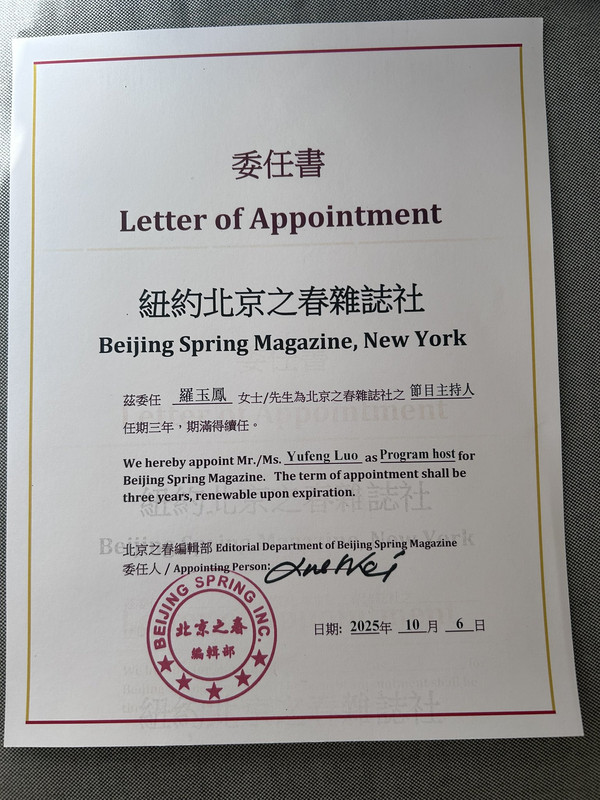 委任書
Letter of Appointment
紐約北京之春雜誌社
Beijing Spring Magazine, New York
茲委任 羅玉鳳 女士/先生為北京之春雜誌社之 節目主持人
任期三年，期滿得續任。
We hereby appoint Mr./Ms. Yufeng Luo as Program host for
Beijing Spring Magazine. The term of appointment shall be
three years, renewable upon expiration.
北京之春編輯部 Editorial Department of Beijing Spring Magazine
委任人 / Appointing Person:
BEIJING SPRING INC.
北京之春
編輯部
日期: 2025年 10 月 6 日